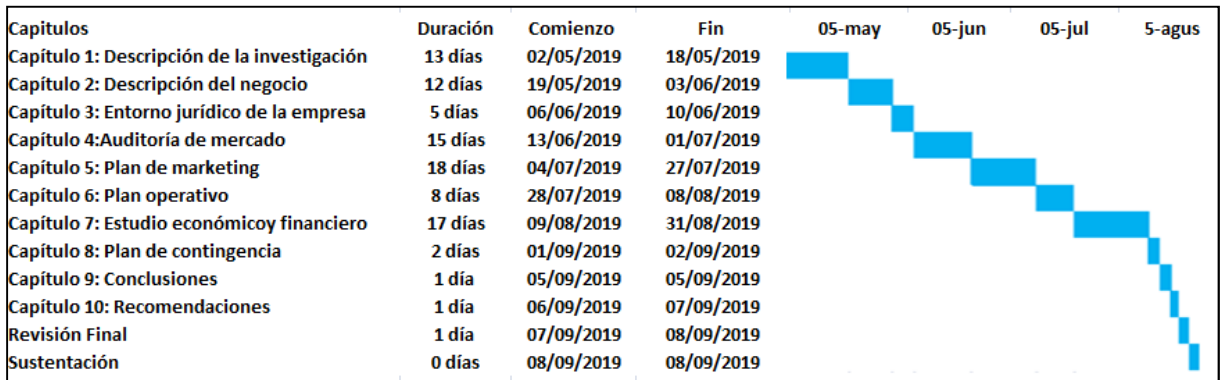 Capitulos Duración Comienzo Fin 05-may 05-jun 05-jul 5-agus
Capítulo 1: Descripción de la investigación 13 días 02/05/2019 18/05/2019
Capítulo 2: Descripción del negocio 12 días 19/05/2019 03/06/2019
Capítulo 3: Entorno jurídico de la empresa 5 días 06/06/2019 10/06/2019
Capítulo 4:Auditoría de mercado 15 días 13/06/2019 01/07/2019
Capítulo 5: Plan de marketing 18 días 04/07/2019 27/07/2019
Capítulo 6: Plan operativo 8 días 28/07/2019 08/08/2019
Capítulo 7: Estudio económicoy financiero 17 días 09/08/2019 31/08/2019
Capítulo 8: Plan de contingencia 2 días 01/09/2019 02/09/2019
Capítulo 9: Conclusiones 1 día 05/09/2019 05/09/2019
Capítulo 10: Recomendaciones 1 día 06/09/2019 07/09/2019
Revisión Final 1 día 07/09/2019 08/09/2019
Sustentación 0 días 08/09/2019 08/09/2019